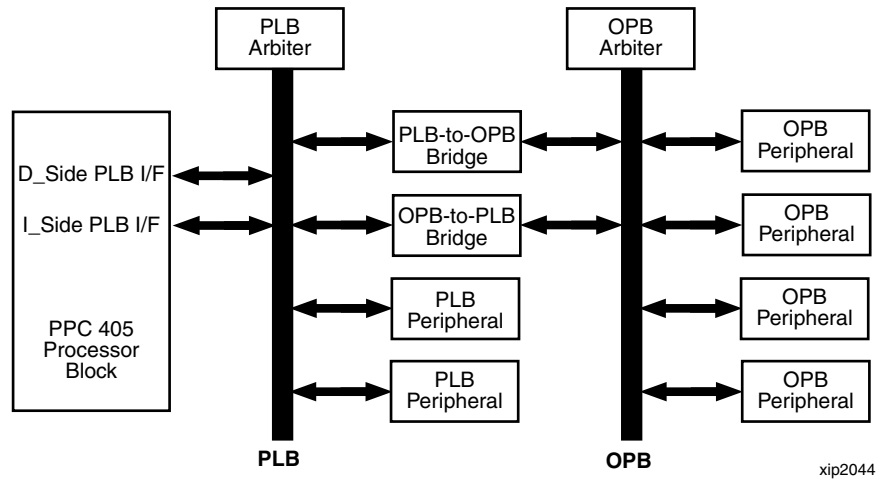 PLB
Arbiter
OPB
Arbiter
PLB-to-OPB
Bridge
OPB
Peripheral
D_Side PLB I/F
I_Side PLB I/F
OPB-to-PLB
Bridge
OPB
Peripheral
PLB
Peripheral
OPB
Peripheral
PPC 405
Processor
Block
PLB
Peripheral
OPB
Peripheral
PLB
OPB
xip2044